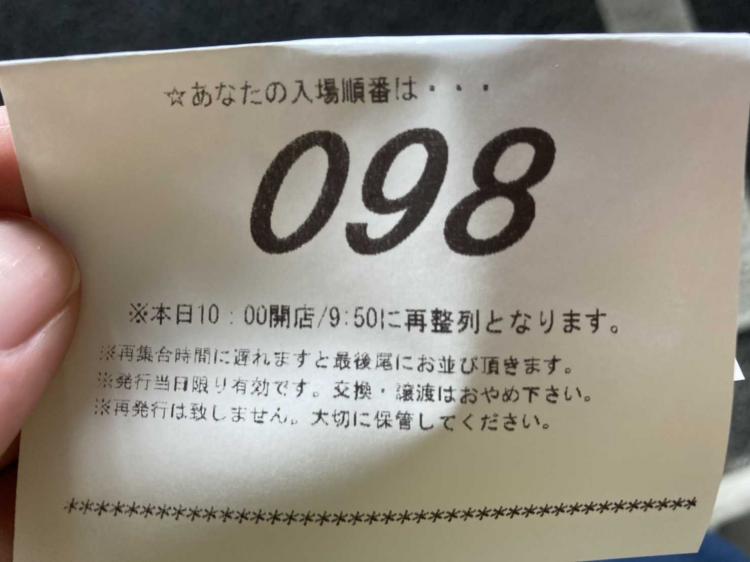 ☆あなたの入場順番は・・・
098
※本日10:00開店/9:50に再整列となります。
※再集合時間に遅れますと最後尾にお並び頂きます。
※発行当日限り有効です。交換・譲渡はおやめ下さい。
※再発行は致しません。大切に保管してください。
****************************************